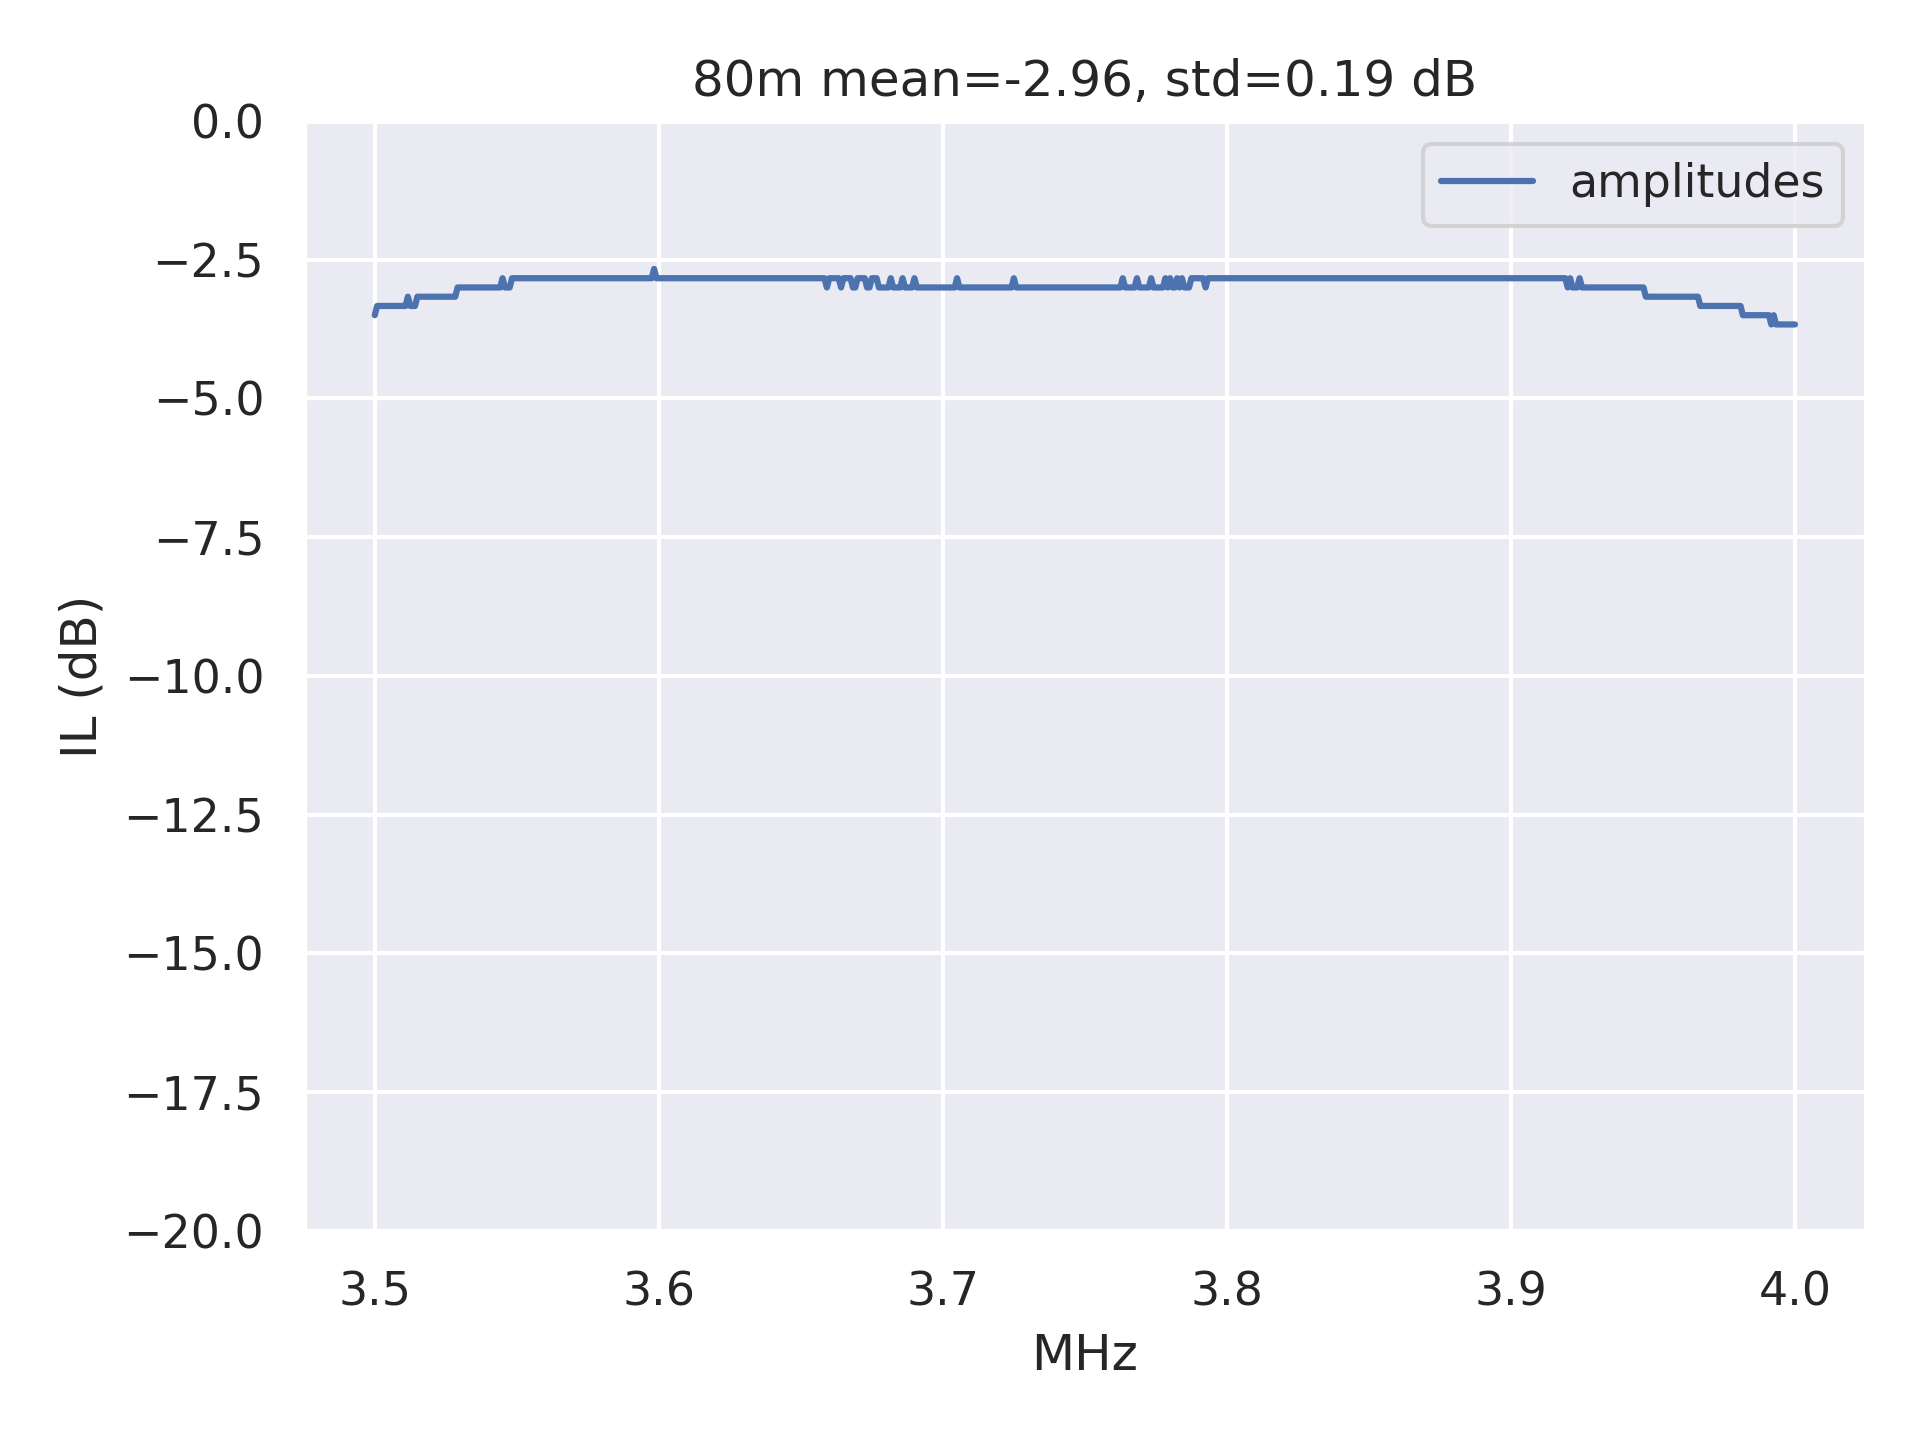 80m mean=-2.96, std=0.19 dB
amplitudes
0.0
−2.5
−5.0
−7.5
−10.0
−12.5
−15.0
−17.5
−20.0
IL (dB)
3.5 3.6 3.7 3.8 3.9 4.0
MHz